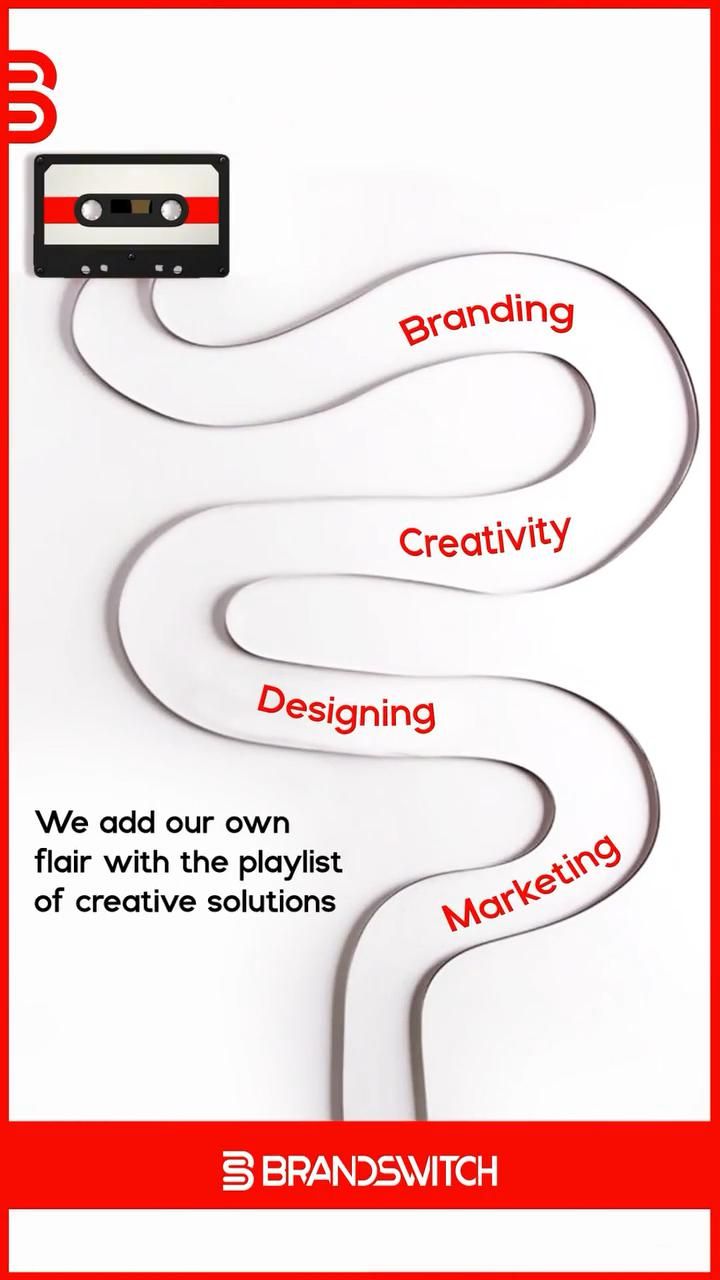 Branding
Creativity
Designing
Marketing
We add our own
flair with the playlist
of creative solutions
BRANDSWITCH